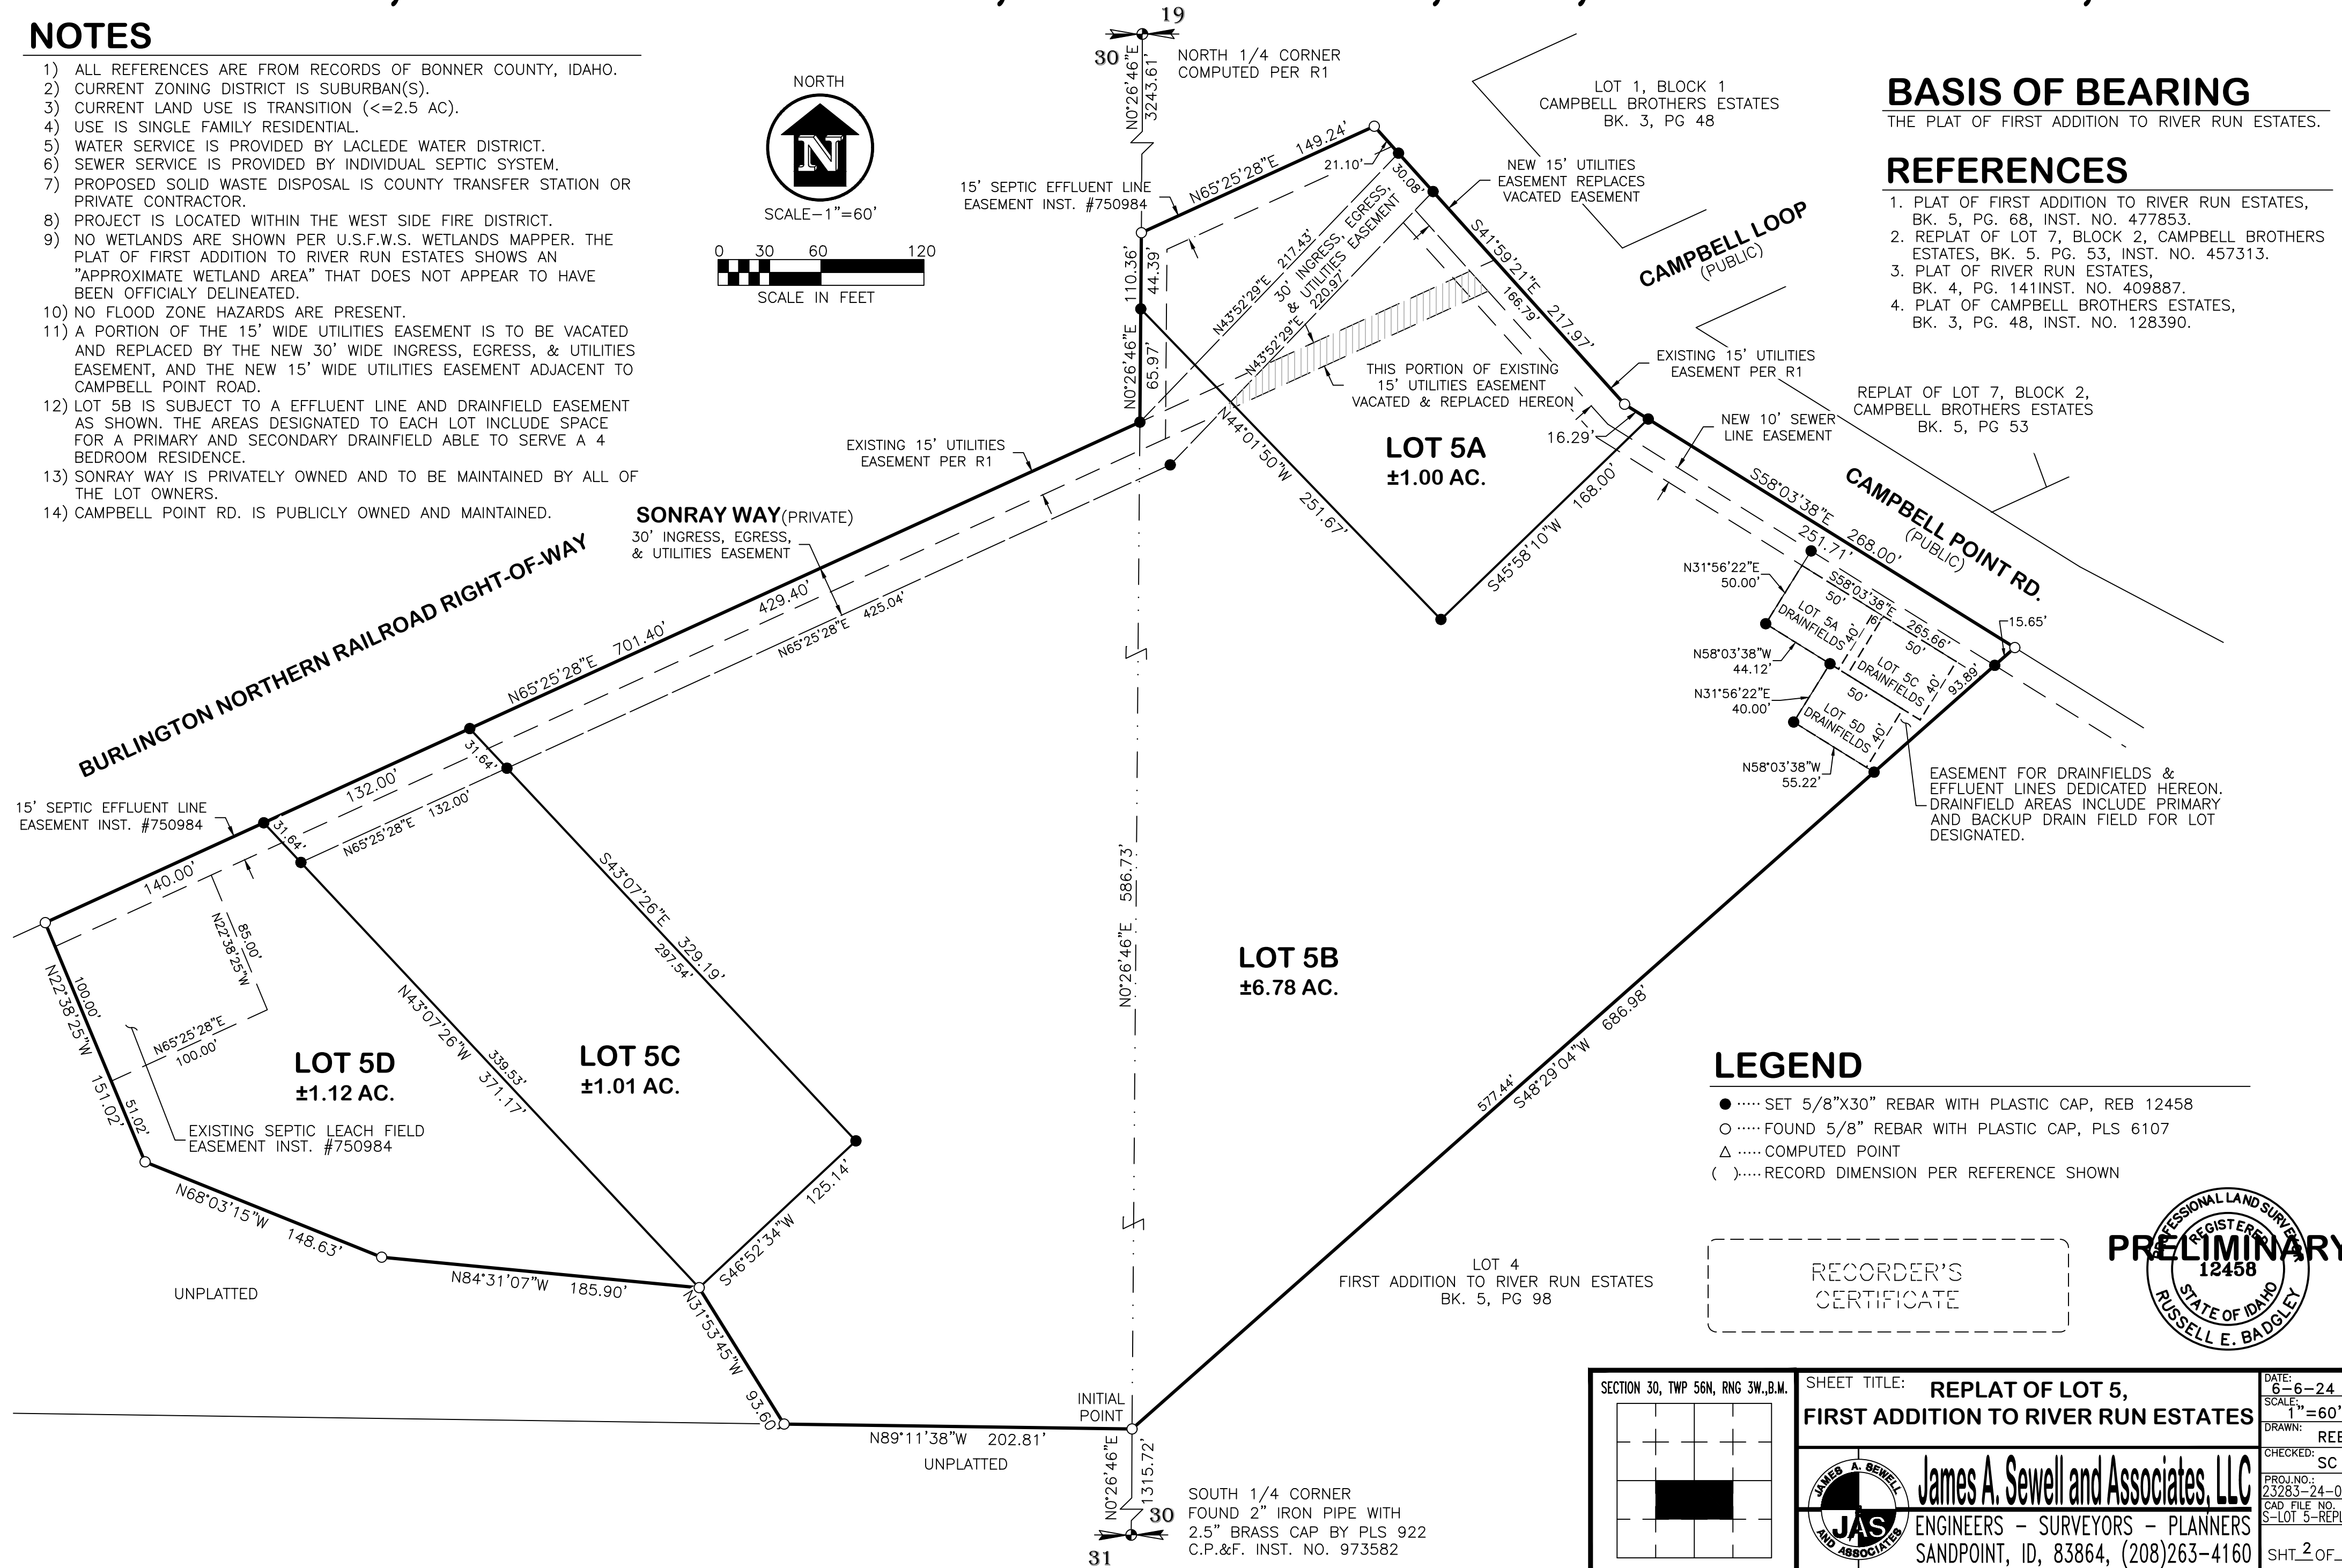 NOTES
1) ALL REFERENCES ARE FROM RECORDS OF BONNER COUNTY, IDAHO.
2) CURRENT ZONING DISTRICT IS SUBURBAN(S).
3) CURRENT LAND USE IS TRANSITION (<=2.5 AC).
4) USE IS SINGLE FAMILY RESIDENTIAL.
5) WATER SERVICE IS PROVIDED BY LACLEDE WATER DISTRICT.
6) SEWER SERVICE IS PROVIDED BY INDIVIDUAL SEPTIC SYSTEM.
7) PROPOSED SOLID WASTE DISPOSAL IS COUNTY TRANSFER STATION OR
PRIVATE CONTRACTOR.
8) PROJECT IS LOCATED WITHIN THE WEST SIDE FIRE DISTRICT.
9) NO WETLANDS ARE SHOWN PER U.S.F.W.S. WETLANDS MAPPER. THE
PLAT OF FIRST ADDITION TO RIVER RUN ESTATES SHOWS AN
"APPROXIMATE WETLAND AREA" THAT DOES NOT APPEAR TO HAVE
BEEN OFFICIALY DELINEATED.
10) NO FLOOD ZONE HAZARDS ARE PRESENT.
11) A PORTION OF THE 15' WIDE UTILITIES EASEMENT IS TO BE VACATED
AND REPLACED BY THE NEW 30' WIDE INGRESS, EGRESS, & UTILITIES
EASEMENT, AND THE NEW 15' WIDE UTILITIES EASEMENT ADJACENT TO
CAMPBELL POINT ROAD.
12) LOT 5B IS SUBJECT TO A EFFLUENT LINE AND DRAINFIELD EASEMENT
AS SHOWN. THE AREAS DESIGNATED TO EACH LOT INCLUDE SPACE
FOR A PRIMARY AND SECONDARY DRAINFIELD ABLE TO SERVE A 4
BEDROOM RESIDENCE.
13) SONRAY WAY IS PRIVATELY OWNED AND TO BE MAINTAINED BY ALL OF
THE LOT OWNERS.
14) CAMPBELL POINT RD. IS PUBLICLY OWNED AND MAINTAINED.
NORTH
N
SCALE-1"=60'
0 30 60 120
SCALE IN FEET
19
30
NORTH 1/4 CORNER
COMPUTED PER R1
N0°26'46"E
3243.61'
LOT 1, BLOCK 1
CAMPBELL BROTHERS ESTATES
BK. 3, PG 48
BASIS OF BEARING
THE PLAT OF FIRST ADDITION TO RIVER RUN ESTATES.
REFERENCES
1. PLAT OF FIRST ADDITION TO RIVER RUN ESTATES,
BK. 5, PG. 68, INST. NO. 477853.
2. REPLAT OF LOT 7, BLOCK 2, CAMPBELL BROTHERS
ESTATES, BK. 5. PG. 53, INST. NO. 457313.
3. PLAT OF RIVER RUN ESTATES,
BK. 4, PG. 141INST. NO. 409887.
4. PLAT OF CAMPBELL BROTHERS ESTATES,
BK. 3, PG. 48, INST. NO. 128390.
15' SEPTIC EFFLUENT LINE
EASEMENT INST. #750984
N65°25'28"E 149.24'
21.10'
30.08'
NEW 15' UTILITIES
EASEMENT REPLACES
VACATED EASEMENT
CAMPBELL LOOP
(PUBLIC)
110.36'
44.39'
N0°26'46"E
65.97'
N43°52'29"E 217.43'
30' INGRESS, EGRESS,
& UTILITIES EASEMENT
N43°52'29"E 220.97'
S41°59'21"E 217.97'
166.79'
EXISTING 15' UTILITIES
EASEMENT PER R1
THIS PORTION OF EXISTING
15' UTILITIES EASEMENT
VACATED & REPLACED HEREON
REPLAT OF LOT 7, BLOCK 2,
CAMPBELL BROTHERS ESTATES
BK. 5, PG 53
NEW 10' SEWER
LINE EASEMENT
16.29'
LOT 5A
±1.00 AC.
N44°01'50"W 251.67'
S45°58'10"W 168.00'
EXISTING 15' UTILITIES
EASEMENT PER R1
SONRAY WAY (PRIVATE)
30' INGRESS, EGRESS,
& UTILITIES EASEMENT
BURLINGTON NORTHERN RAILROAD RIGHT-OF-WAY
S58°03'38"E 268.00'
251.71'
CAMPBELL POINT RD.
(PUBLIC)
N31°56'22"E
50.00'
S58°03'38"E 265.66'
50'
6'
LOT 5A
DRAINFIELDS
40'
50'
LOT 5C
DRAINFIELDS
40'
15.65'
93.89'
N58°03'38"W
44.12'
N31°56'22"E
40.00'
50'
LOT 5D
DRAINFIELDS
40'
N58°03'38"W
55.22'
EASEMENT FOR DRAINFIELDS &
EFFLUENT LINES DEDICATED HEREON.
DRAINFIELD AREAS INCLUDE PRIMARY
AND BACKUP DRAIN FIELD FOR LOT
DESIGNATED.
429.40'
N65°25'28"E 701.40'
N65°25'28"E 425.04'
31.64'
132.00'
N65°25'28"E 132.00'
31.64'
15' SEPTIC EFFLUENT LINE
EASEMENT INST. #750984
140.00'
85.00'
N22°38'25"W
100.00'
N22°38'25"W 151.02'
51.02'
N65°25'28"E
100.00'
LOT 5D
±1.12 AC.
EXISTING SEPTIC LEACH FIELD
EASEMENT INST. #750984
S43°07'26"E 329.19'
297.54'
N43°07'26"W 371.17'
339.53'
LOT 5C
±1.01 AC.
N0°26'46"E 586.73'
LOT 5B
±6.78 AC.
686.98'
577.44'
S48°29'04"W
N68°03'15"W 148.63'
N84°31'07"W 185.90'
S46°52'34"W 125.14'
N31°53'45"W 93.60'
UNPLATTED
N89°11'38"W 202.81'
UNPLATTED
INITIAL
POINT
N0°26'46"E
1315.72'
30
31
SOUTH 1/4 CORNER
FOUND 2" IRON PIPE WITH
2.5" BRASS CAP BY PLS 922
C.P.&F. INST. NO. 973582
LOT 4
FIRST ADDITION TO RIVER RUN ESTATES
BK. 5, PG 98
LEGEND
SET 5/8"X30" REBAR WITH PLASTIC CAP, REB 12458
FOUND 5/8" REBAR WITH PLASTIC CAP, PLS 6107
COMPUTED POINT
( ) RECORD DIMENSION PER REFERENCE SHOWN
RECORDER'S
CERTIFICATE
PRELIMINARY
PROFESSIONAL LAND SURVEYOR
REGISTERED
12458
STATE OF IDAHO
RUSSELL E. BADGLEY
SECTION 30, TWP 56N, RNG 3W.,B.M.
SHEET TITLE: REPLAT OF LOT 5,
FIRST ADDITION TO RIVER RUN ESTATES
JAMES A. SEWELL
JAS
AND ASSOCIATES
James A. Sewell and Associates, LLC
ENGINEERS - SURVEYORS - PLANNERS
SANDPOINT, ID, 83864, (208)263-4160
DATE:
6-6-24
SCALE:
1"=60'
DRAWN:
REB
CHECKED:
SC
PROJ.NO.:
23283-24-0
CAD FILE NO.
S-LOT 5-REPL
SHT 2 OF